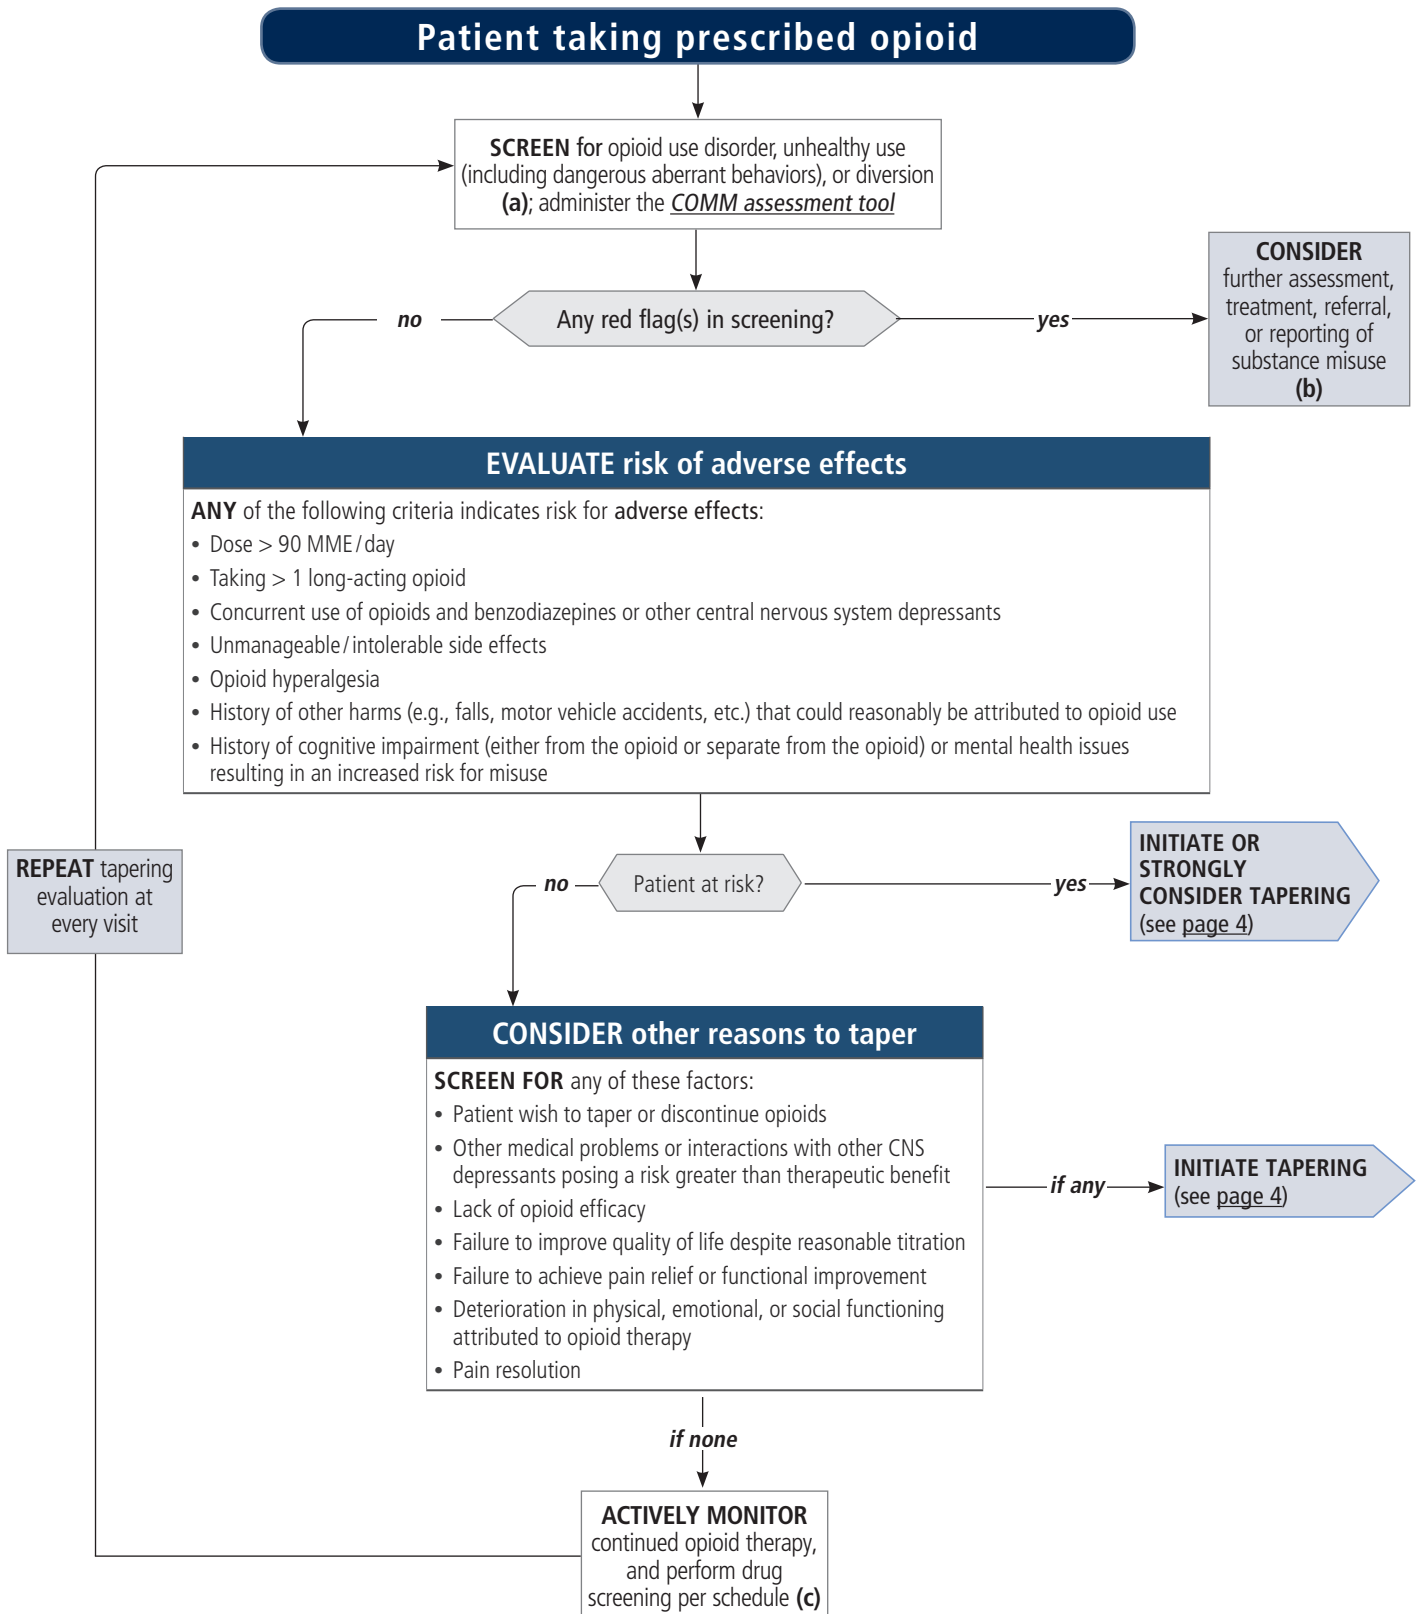 Patient taking prescribed opioid
SCREEN for opioid use disorder, unhealthy use
(including dangerous aberrant behaviors), or diversion
(a); administer the COMM assessment tool
Any red flag(s) in screening?
no
yes
CONSIDER
further assessment,
treatment, referral,
or reporting of
substance misuse
(b)
EVALUATE risk of adverse effects
ANY of the following criteria indicates risk for adverse effects:
• Dose > 90 MME/day
• Taking > 1 long-acting opioid
• Concurrent use of opioids and benzodiazepines or other central nervous system depressants
• Unmanageable/intolerable side effects
• Opioid hyperalgesia
• History of other harms (e.g., falls, motor vehicle accidents, etc.) that could reasonably be attributed to opioid use
• History of cognitive impairment (either from the opioid or separate from the opioid) or mental health issues
resulting in an increased risk for misuse
Patient at risk?
no
yes
INITIATE OR
STRONGLY
CONSIDER TAPERING
(see page 4)
REPEAT tapering
evaluation at
every visit
CONSIDER other reasons to taper
SCREEN FOR any of these factors:
• Patient wish to taper or discontinue opioids
• Other medical problems or interactions with other CNS
depressants posing a risk greater than therapeutic benefit
• Lack of opioid efficacy
• Failure to improve quality of life despite reasonable titration
• Failure to achieve pain relief or functional improvement
• Deterioration in physical, emotional, or social functioning
attributed to opioid therapy
• Pain resolution
if any
INITIATE TAPERING
(see page 4)
if none
ACTIVELY MONITOR
continued opioid therapy,
and perform drug
screening per schedule (c)